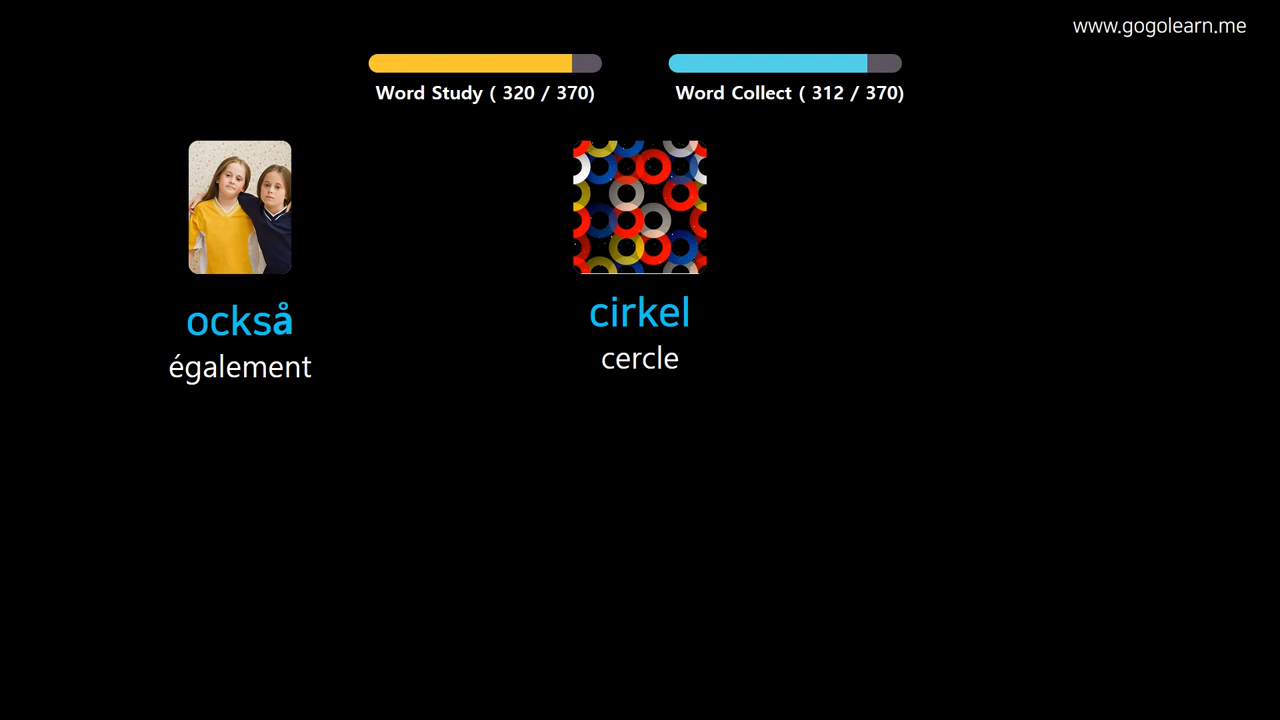 www.gogolearn.me
Word Study ( 320 / 370)
Word Collect ( 312 / 370)
också
également
cirkel
cercle